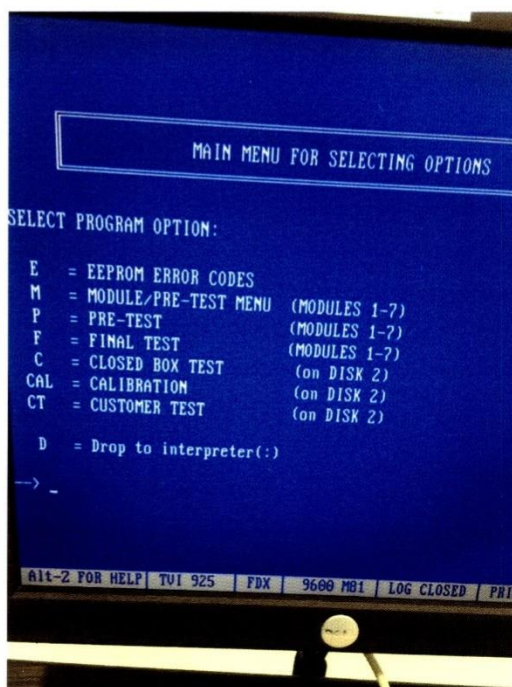 MAIN MENU FOR SELECTING OPTIONS
SELECT PROGRAM OPTION:
E = EEPROM ERROR CODES
M = MODULE/PRE-TEST MENU (MODULES 1-7)
P = PRE-TEST (MODULES 1-7)
F = FINAL TEST (MODULES 1-7)
C = CLOSED BOX TEST (on DISK 2)
CAL = CALIBRATION (on DISK 2)
CT = CUSTOMER TEST (on DISK 2)
D = Drop to interpreter(:)
--> _
Alt-Z FOR HELP | TVI 925 | FDX | 9600 M81 | LOG CLOSED | PRI